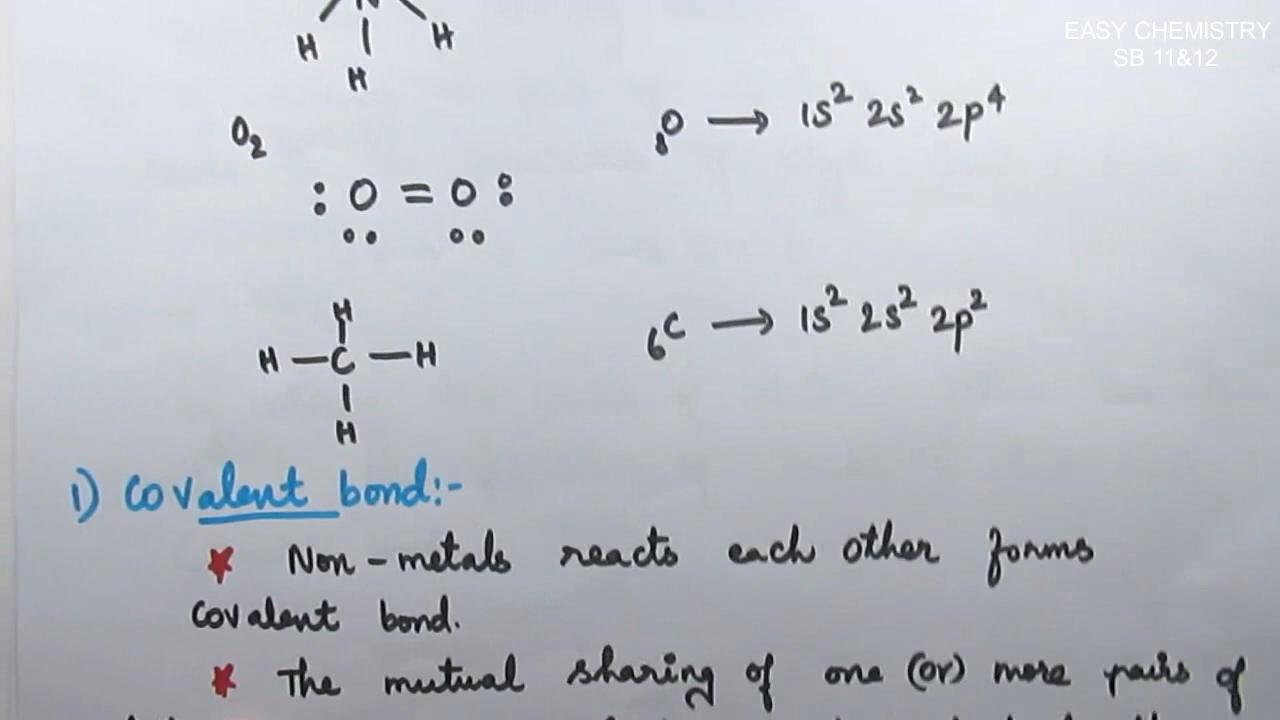 EASY CHEMISTRY
SB 11&12
N
H | H
H
O₂
₈O → 1s² 2s² 2p⁴
: O = O :
•• ••
H
|
H — C — H
|
H
₆C → 1s² 2s² 2p²
1) Covalent bond:-
★ Non-metals reacts each other forms
covalent bond.
★ The mutual sharing of one (or) more pairs of